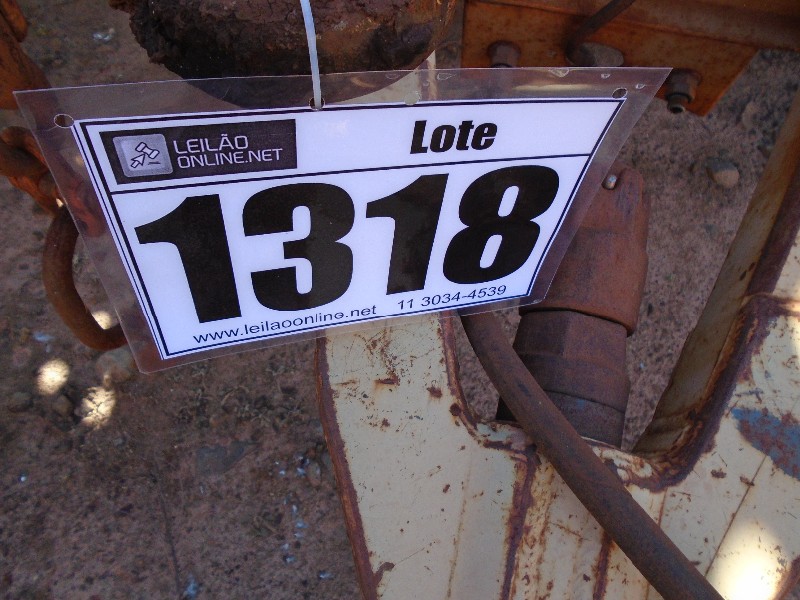 LEILÃO
ONLINE.NET
Lote
1318
www.leilaoonline.net 11 3034-4539